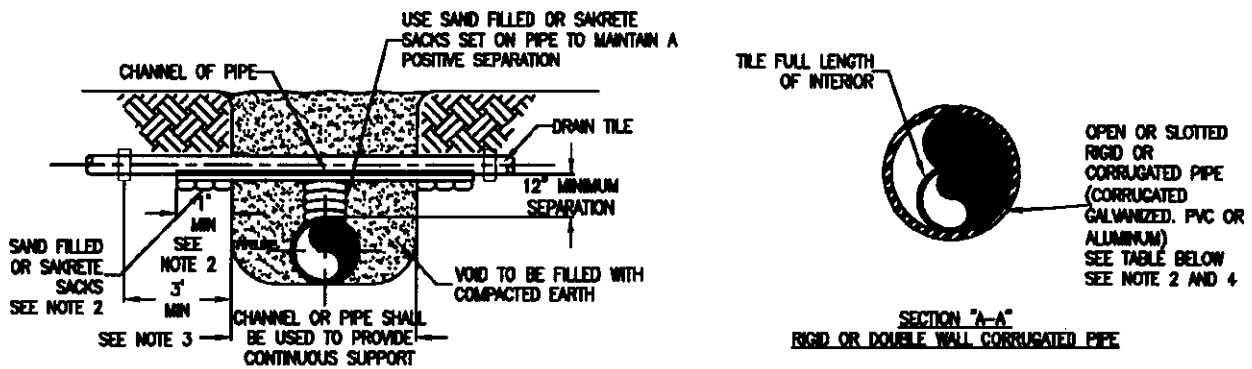 USE SAND FILLED OR SAKRETE
SACKS SET ON PIPE TO MAINTAIN A
POSITIVE SEPARATION
CHANNEL OF PIPE
DRAIN TILE
12" MINIMUM
SEPARATION
1'
MIN
SEE
NOTE 2
SAND FILLED
OR SAKRETE
SACKS
SEE NOTE 2
3'
MIN
SEE NOTE 3
VOID TO BE FILLED WITH
COMPACTED EARTH
CHANNEL OR PIPE SHALL
BE USED TO PROVIDE
CONTINUOUS SUPPORT
TILE FULL LENGTH
OF INTERIOR
OPEN OR SLOTTED
RIGID OR
CORRUGATED PIPE
(CORRUGATED
GALVANIZED. PVC OR
ALUMINUM)
SEE TABLE BELOW
SEE NOTE 2 AND 4
SECTION "A-A"
RIGID OR DOUBLE WALL CORRUGATED PIPE